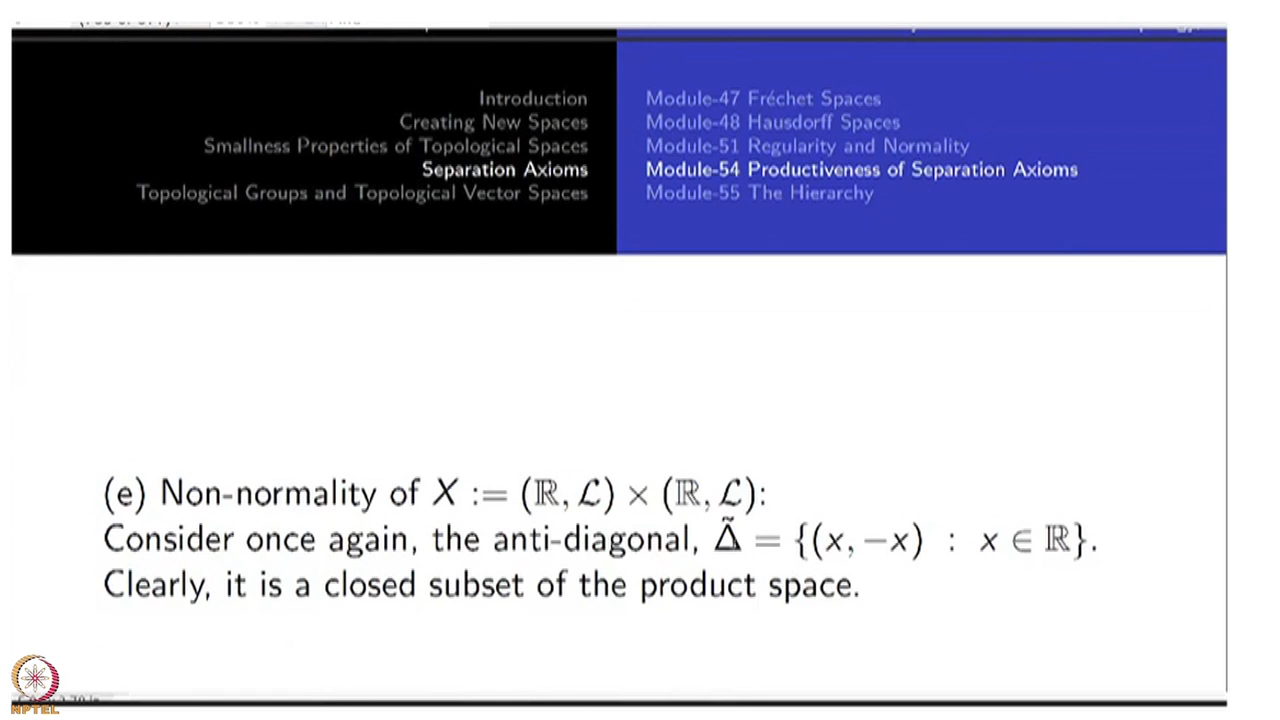 Introduction
Creating New Spaces
Smallness Properties of Topological Spaces
Separation Axioms
Topological Groups and Topological Vector Spaces
Module-47 Fréchet Spaces
Module-48 Hausdorff Spaces
Module-51 Regularity and Normality
Module-54 Productiveness of Separation Axioms
Module-55 The Hierarchy
(e) Non-normality of X := (ℝ, ℒ) × (ℝ, ℒ):
Consider once again, the anti-diagonal, Δ̃ = {(x, −x) : x ∈ ℝ}.
Clearly, it is a closed subset of the product space.
NPTEL